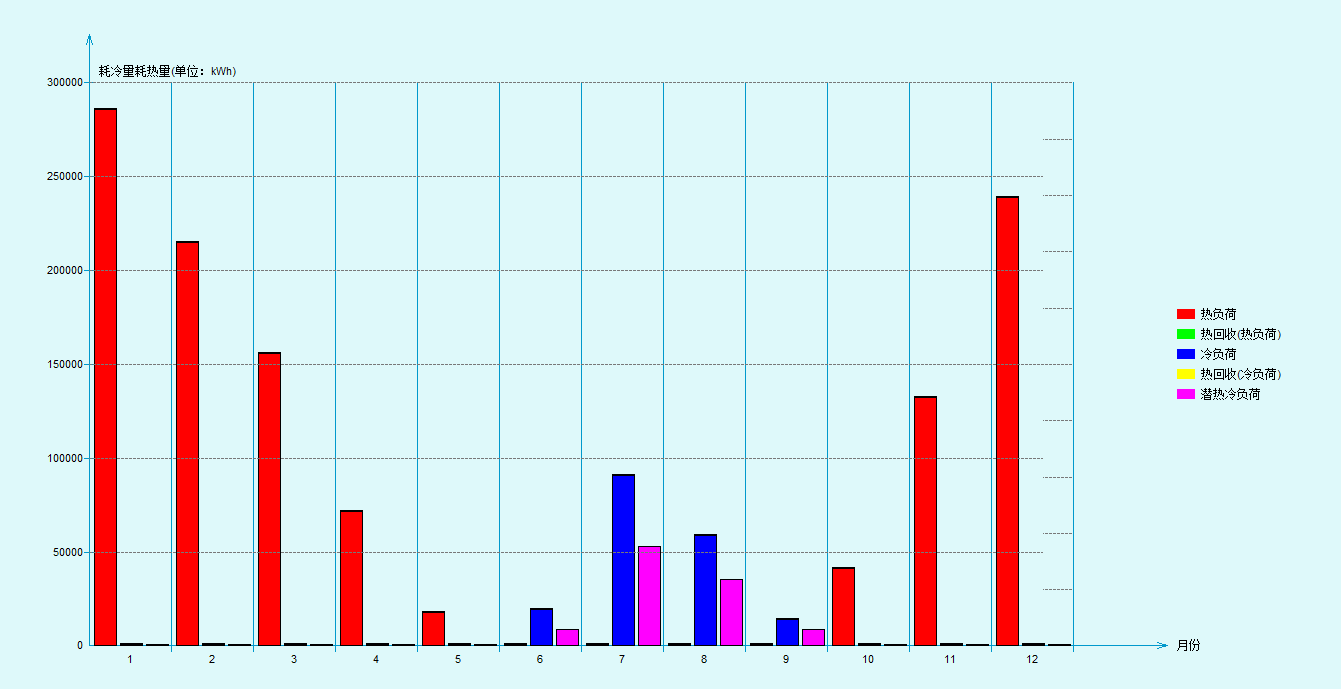 耗冷量耗热量(单位：kWh)
300000
250000
200000
150000
100000
50000
0
1 2 3 4 5 6 7 8 9 10 11 12
月份
热负荷
热回收(热负荷)
冷负荷
热回收(冷负荷)
潜热冷负荷